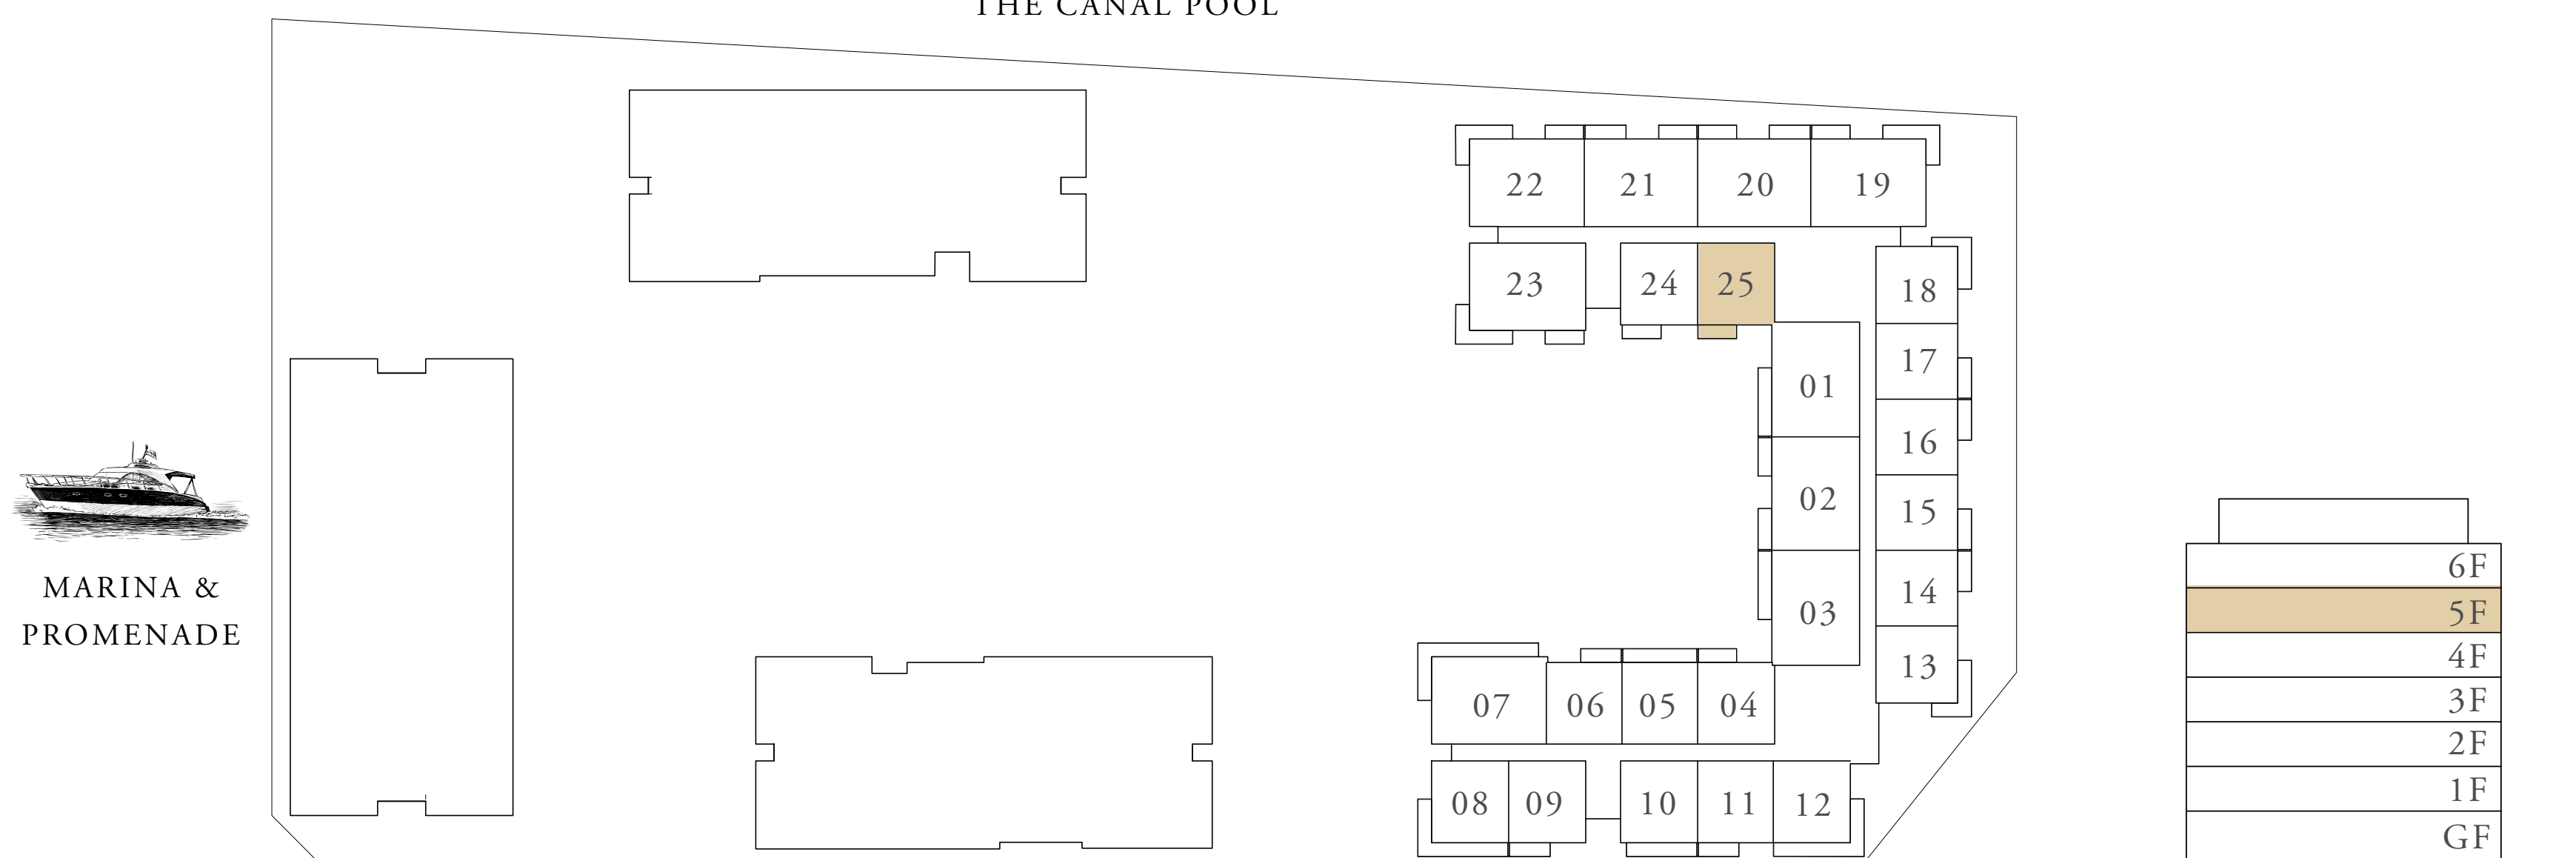 THE CANAL POOL
22 21 20 19
23 24 25
18
17
01
16
02
15
14
03
13
07 06 05 04
08 09 10 11 12
MARINA &
PROMENADE
6F
5F
4F
3F
2F
1F
GF